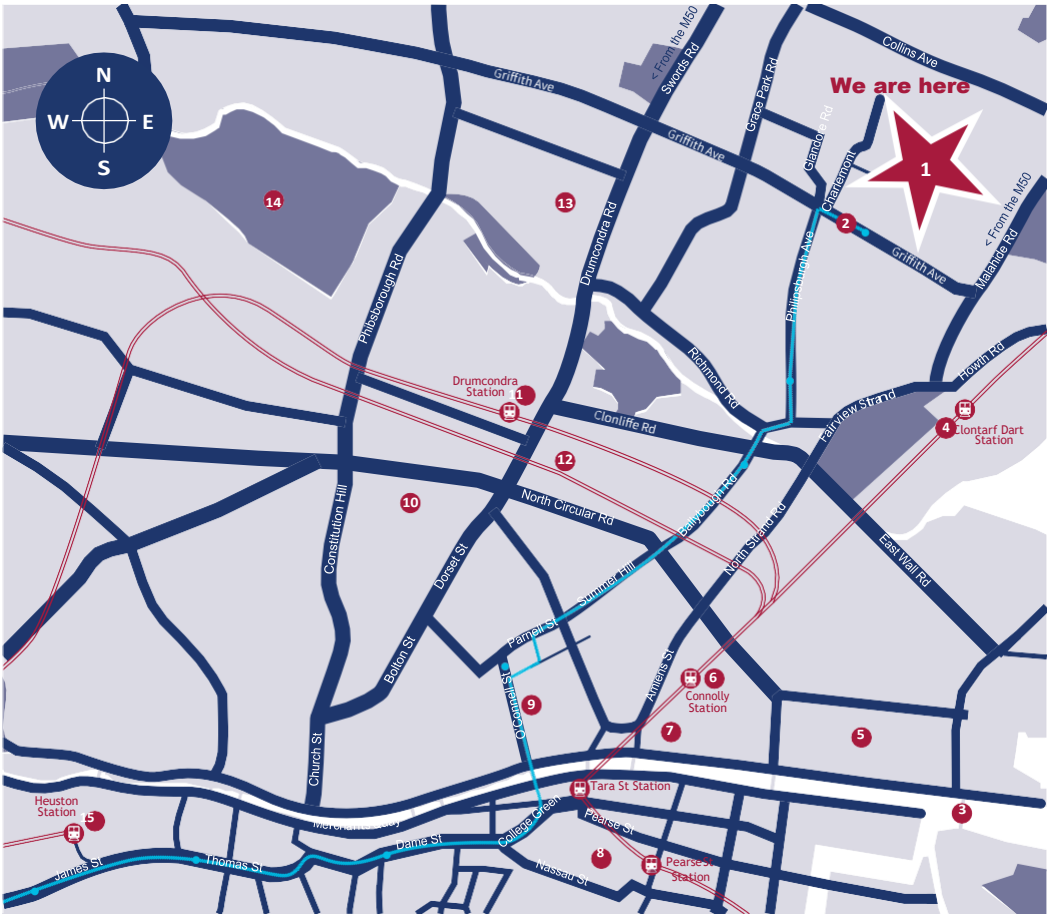 N
W
E
S
< From the M50
Swords Rd
Collins Ave
Griffith Ave
Grace Park Rd
We are here
Glandore Rd
Griffith Ave
Charlemont
1
14
13
2
< From the M50
Malahide Rd
Drumcondra Rd
Philipsburgh Ave
Griffith Ave
Phibsborough Rd
Richmond Rd
Howth Rd
Drumcondra
Station
11
Fairview Strand
Clonliffe Rd
4
Clontarf Dart
Station
12
10
North Circular Rd
Ballybough Rd
North Strand Rd
Constitution Hill
Dorset St
East Wall Rd
Summer Hill
Parnell St
Bolton St
O'Connell St
Amiens St
6
Connolly
Station
9
7
5
Church St
Tara St Station
Heuston
Station
15
3
College Green
Pearse St
Dame St
8
Pearse St
Station
James St
Thomas St
Nassau St